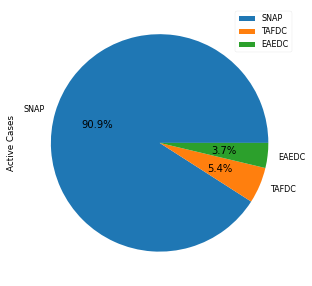 SNAP
TAFDC
EAEDC
SNAP
90.9%
Active Cases
3.7%
EAEDC
5.4%
TAFDC